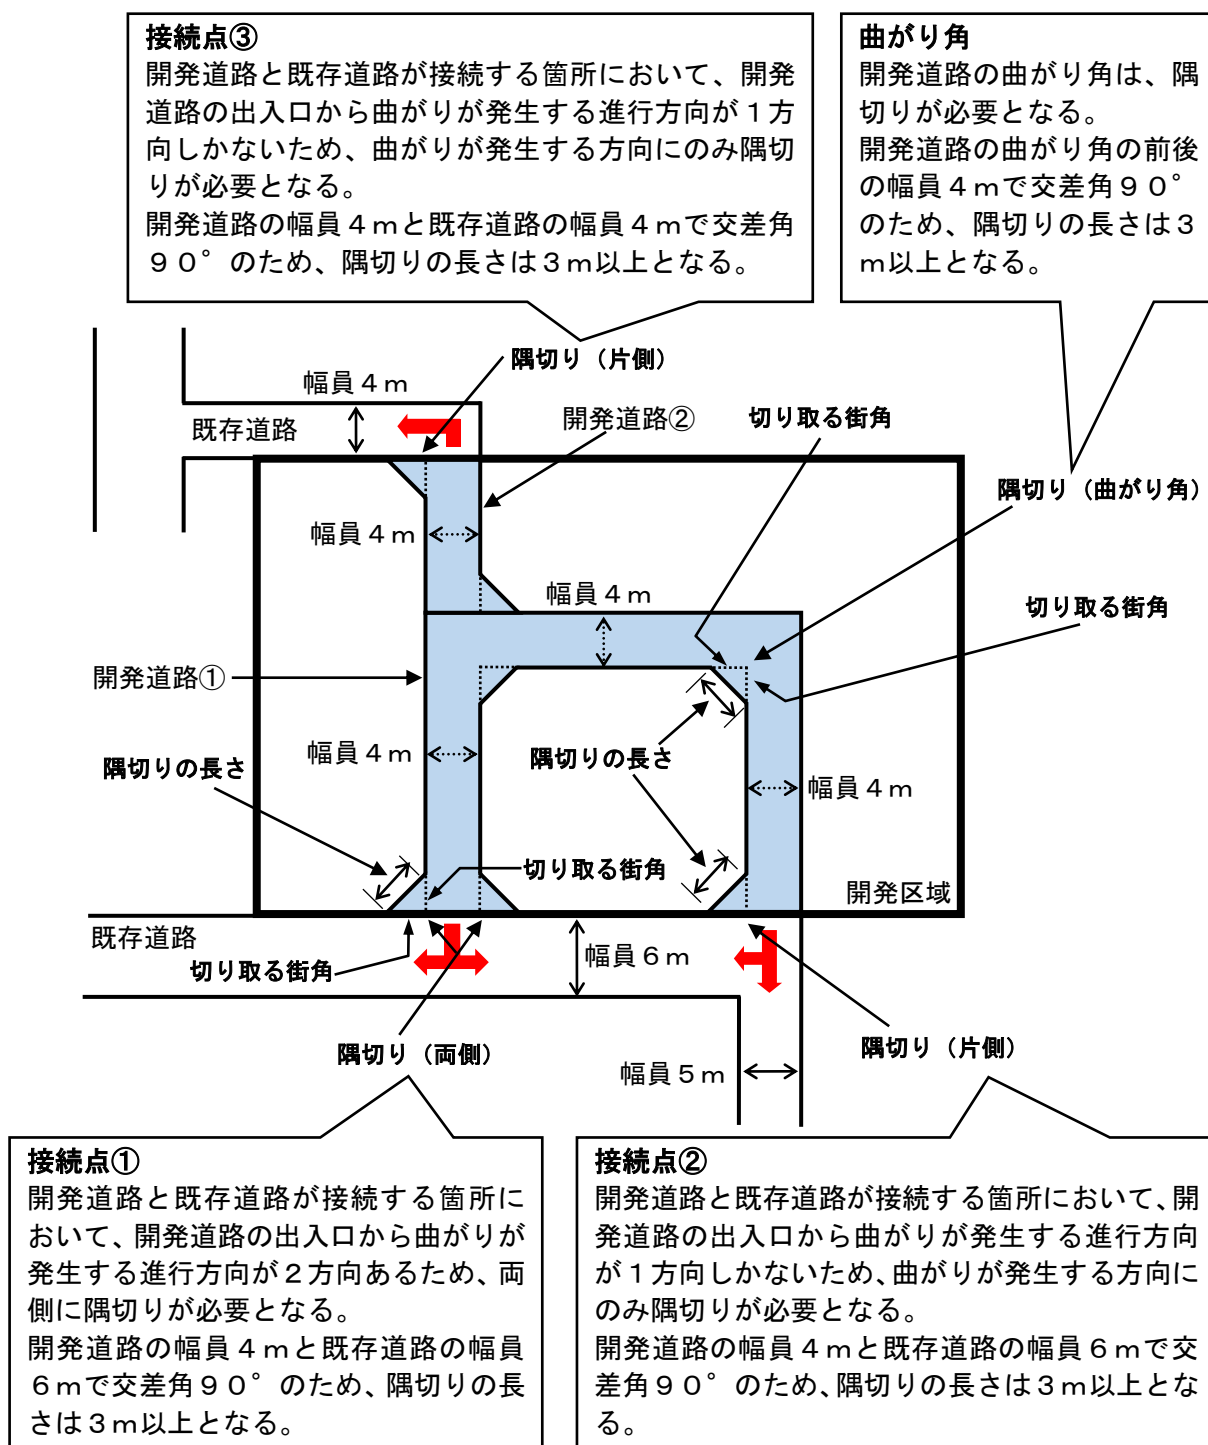 接続点③
開発道路と既存道路が接続する箇所において、開発
道路の出入口から曲がりが発生する進行方向が１方
向しかないため、曲がりが発生する方向にのみ隅切
りが必要となる。
開発道路の幅員４ｍと既存道路の幅員４ｍで交差角
９０°のため、隅切りの長さは３ｍ以上となる。
曲がり角
開発道路の曲がり角は、隅
切りが必要となる。
開発道路の曲がり角の前後
の幅員４ｍで交差角９０°
のため、隅切りの長さは３
ｍ以上となる。
隅切り（片側）
幅員４ｍ
既存道路
開発道路②
切り取る街角
隅切り（曲がり角）
幅員４ｍ
幅員４ｍ
切り取る街角
開発道路①
幅員４ｍ
隅切りの長さ
隅切りの長さ
幅員４ｍ
切り取る街角
開発区域
既存道路
切り取る街角
幅員６ｍ
隅切り（両側）
隅切り（片側）
幅員５ｍ
接続点①
開発道路と既存道路が接続する箇所に
おいて、開発道路の出入口から曲がりが
発生する進行方向が２方向あるため、両
側に隅切りが必要となる。
開発道路の幅員４ｍと既存道路の幅員
６ｍで交差角９０°のため、隅切りの長
さは３ｍ以上となる。
接続点②
開発道路と既存道路が接続する箇所において、開
発道路の出入口から曲がりが発生する進行方向
が１方向しかないため、曲がりが発生する方向に
のみ隅切りが必要となる。
開発道路の幅員４ｍと既存道路の幅員６ｍで交
差角９０°のため、隅切りの長さは３ｍ以上とな
る。